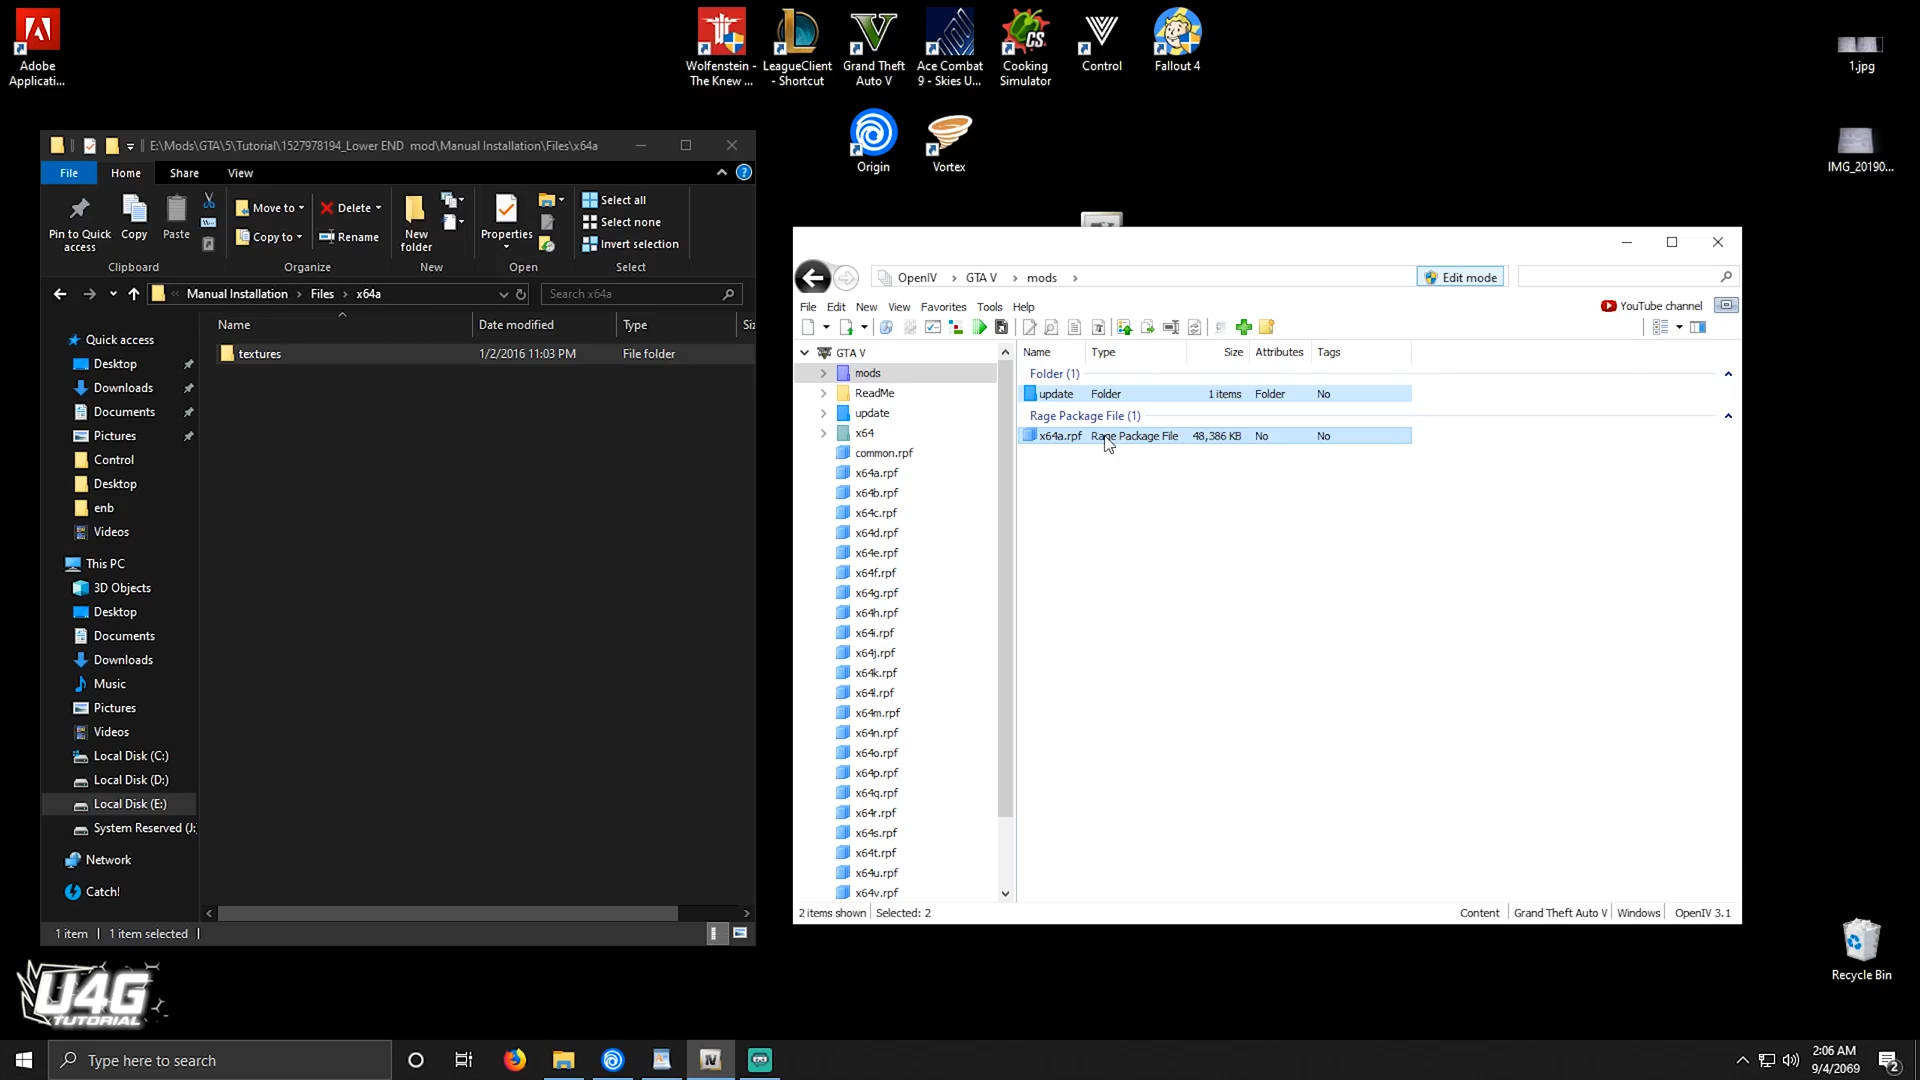 Adobe
Applicati...
Wolfenstein -
The Knew ...
LeagueClient
- Shortcut
Grand Theft
Auto V
Ace Combat
9 - Skies U...
Cooking
Simulator
Control
Fallout 4
1.jpg
Origin
Vortex
IMG_20190...
E:\Mods\GTA\5\Tutorial\1527978194_Lower END mod\Manual Installation\Files\x64a
File
Home
Share
View
Pin to Quick
access
Copy
Paste
Move to
Copy to
Delete
Rename
New
folder
Properties
Select all
Select none
Invert selection
Clipboard
Organize
New
Open
Select
Manual Installation
Files
x64a
Search x64a
Name
Date modified
Type
Siz
textures
1/2/2016 11:03 PM
File folder
Quick access
Desktop
Downloads
Documents
Pictures
Control
Desktop
enb
Videos
This PC
3D Objects
Desktop
Documents
Downloads
Music
Pictures
Videos
Local Disk (C:)
Local Disk (D:)
Local Disk (E:)
System Reserved (J:
Network
Catch!
1 item
1 item selected
OpenIV
GTA V
mods
Edit mode
File
Edit
New
View
Favorites
Tools
Help
YouTube channel
GTA V
mods
ReadMe
update
x64
common.rpf
x64a.rpf
x64b.rpf
x64c.rpf
x64d.rpf
x64e.rpf
x64f.rpf
x64g.rpf
x64h.rpf
x64i.rpf
x64j.rpf
x64k.rpf
x64l.rpf
x64m.rpf
x64n.rpf
x64o.rpf
x64p.rpf
x64q.rpf
x64r.rpf
x64s.rpf
x64t.rpf
x64u.rpf
x64v.rpf
Name
Type
Size
Attributes
Tags
Folder (1)
update
Folder
1 items
Folder
No
Rage Package File (1)
x64a.rpf
Rage Package File
48,386 KB
No
No
2 items shown
Selected: 2
Content
Grand Theft Auto V
Windows
OpenIV 3.1
Recycle Bin
U4G
TUTORIAL
Type here to search
IV
2:06 AM
9/4/2069
2